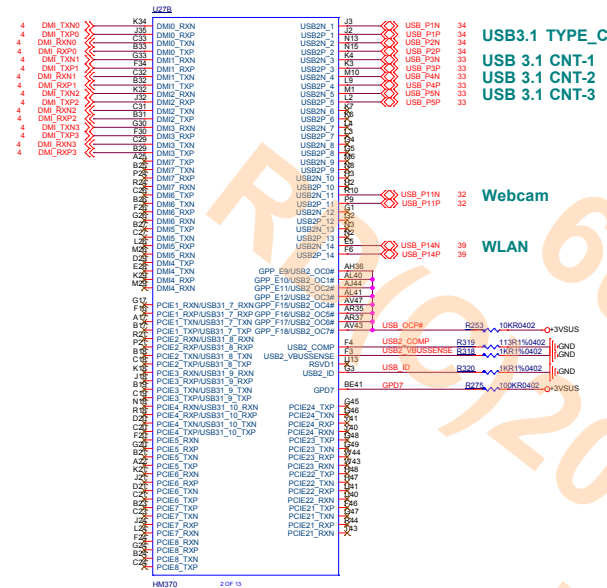 U27B
4 DMI_TXN0 K34 DMI0_RXN USB2N_1 J3 USB_P1N 34
4 DMI_TXP0 J35 DMI0_RXP USB2P_1 J2 USB_P1P 34 USB3.1 TYPE_C
4 DMI_RXN0 C33 DMI0_TXN USB2N_2 N13 USB_P2N 34
4 DMI_RXP0 B33 DMI0_TXP USB2P_2 N15 USB_P2P 34
4 DMI_TXN1 G33 DMI1_RXN USB2N_3 K4 USB_P3N 33 USB 3.1 CNT-1
4 DMI_TXP1 F34 DMI1_RXP USB2P_3 K3 USB_P3P 33
4 DMI_RXN1 C32 DMI1_TXN USB2N_4 M10 USB_P4N 33 USB 3.1 CNT-2
4 DMI_RXP1 B32 DMI1_TXP USB2P_4 L9 USB_P4P 33
4 DMI_TXN2 K32 DMI2_RXN USB2N_5 M1 USB_P5N 33 USB 3.1 CNT-3
4 DMI_TXP2 J32 DMI2_RXP USB2P_5 L2 USB_P5P 33
4 DMI_RXN2 C31 DMI2_TXN USB2N_6
4 DMI_RXP2 B31 DMI2_TXP USB2P_6
4 DMI_TXN3 G30 DMI3_RXN USB2N_7
4 DMI_TXP3 F30 DMI3_RXP USB2P_7
4 DMI_RXN3 C29 DMI3_TXN USB2N_8
4 DMI_RXP3 B29 DMI3_TXP USB2P_8
DMI7_TXP USB2N_9
DMI7_TXN USB2P_9
DMI7_RXP USB2N_10
DMI7_RXN USB2P_10
DMI6_TXP USB2N_11 USB_P11N 32 Webcam
DMI6_TXN USB2P_11 P9 USB_P11P 32
DMI6_RXP USB2N_12
DMI6_RXN USB2P_12
DMI5_TXP USB2N_13
DMI5_TXN USB2P_13
DMI5_RXP USB2N_14 E5 USB_P14N 39 WLAN
DMI5_RXN USB2P_14 F6 USB_P14P 39
DMI4_TXP
DMI4_TXN GPP_E9/USB2_OC0# AH36
DMI4_RXP GPP_E10/USB2_OC1# AL40
DMI4_RXN GPP_E11/USB2_OC2# AJ44
GPP_E12/USB2_OC3# AL41
PCIE1_RXN/USB31_7_RXN GPP_F15/USB2_OC4# AV47
PCIE1_RXP/USB31_7_RXP GPP_F16/USB2_OC5# AR35
PCIE1_TXN/USB31_7_TXN GPP_F17/USB2_OC6# AR37
PCIE1_TXP/USB31_7_TXP GPP_F18/USB2_OC7# AV43 USB_OCP# R253 10KR0402 +3VSUS
PCIE2_RXN/USB31_8_RXN
PCIE2_RXP/USB31_8_RXP USB2_COMP F4 USB2_COMP R319 113R1%0402 GND
PCIE2_TXN/USB31_8_TXN USB2_VBUSSENSE F3 USB2_VBUSSENSE R318 1KR1%0402
PCIE2_TXP/USB31_8_TXP RSVD1 U13
PCIE3_RXN/USB31_9_RXN USB2_ID G3 USB_ID R320 1KR1%0402 GND
PCIE3_RXP/USB31_9_RXP
PCIE3_TXN/USB31_9_TXN GPD7 BE41 GPD7 R275 100KR0402 +3VSUS
PCIE3_TXP/USB31_9_TXP
PCIE4_RXN/USB31_10_RXN PCIE24_TXP
PCIE4_RXP/USB31_10_RXP PCIE24_TXN
PCIE4_TXN/USB31_10_TXN PCIE24_RXP
PCIE4_TXP/USB31_10_TXP PCIE24_RXN
PCIE5_RXN PCIE23_TXP
PCIE5_RXP PCIE23_TXN
PCIE5_TXN PCIE23_RXP
PCIE5_TXP PCIE23_RXN
PCIE6_RXN PCIE22_TXP
PCIE6_RXP PCIE22_TXN
PCIE6_TXN PCIE22_RXP
PCIE6_TXP PCIE22_RXN
PCIE7_TXP PCIE21_TXP
PCIE7_TXN PCIE21_TXN
PCIE7_RXP PCIE21_RXP
PCIE7_RXN PCIE21_RXN
PCIE8_RXN
PCIE8_RXP
PCIE8_TXN
PCIE8_TXP
HM370 2 OF 13